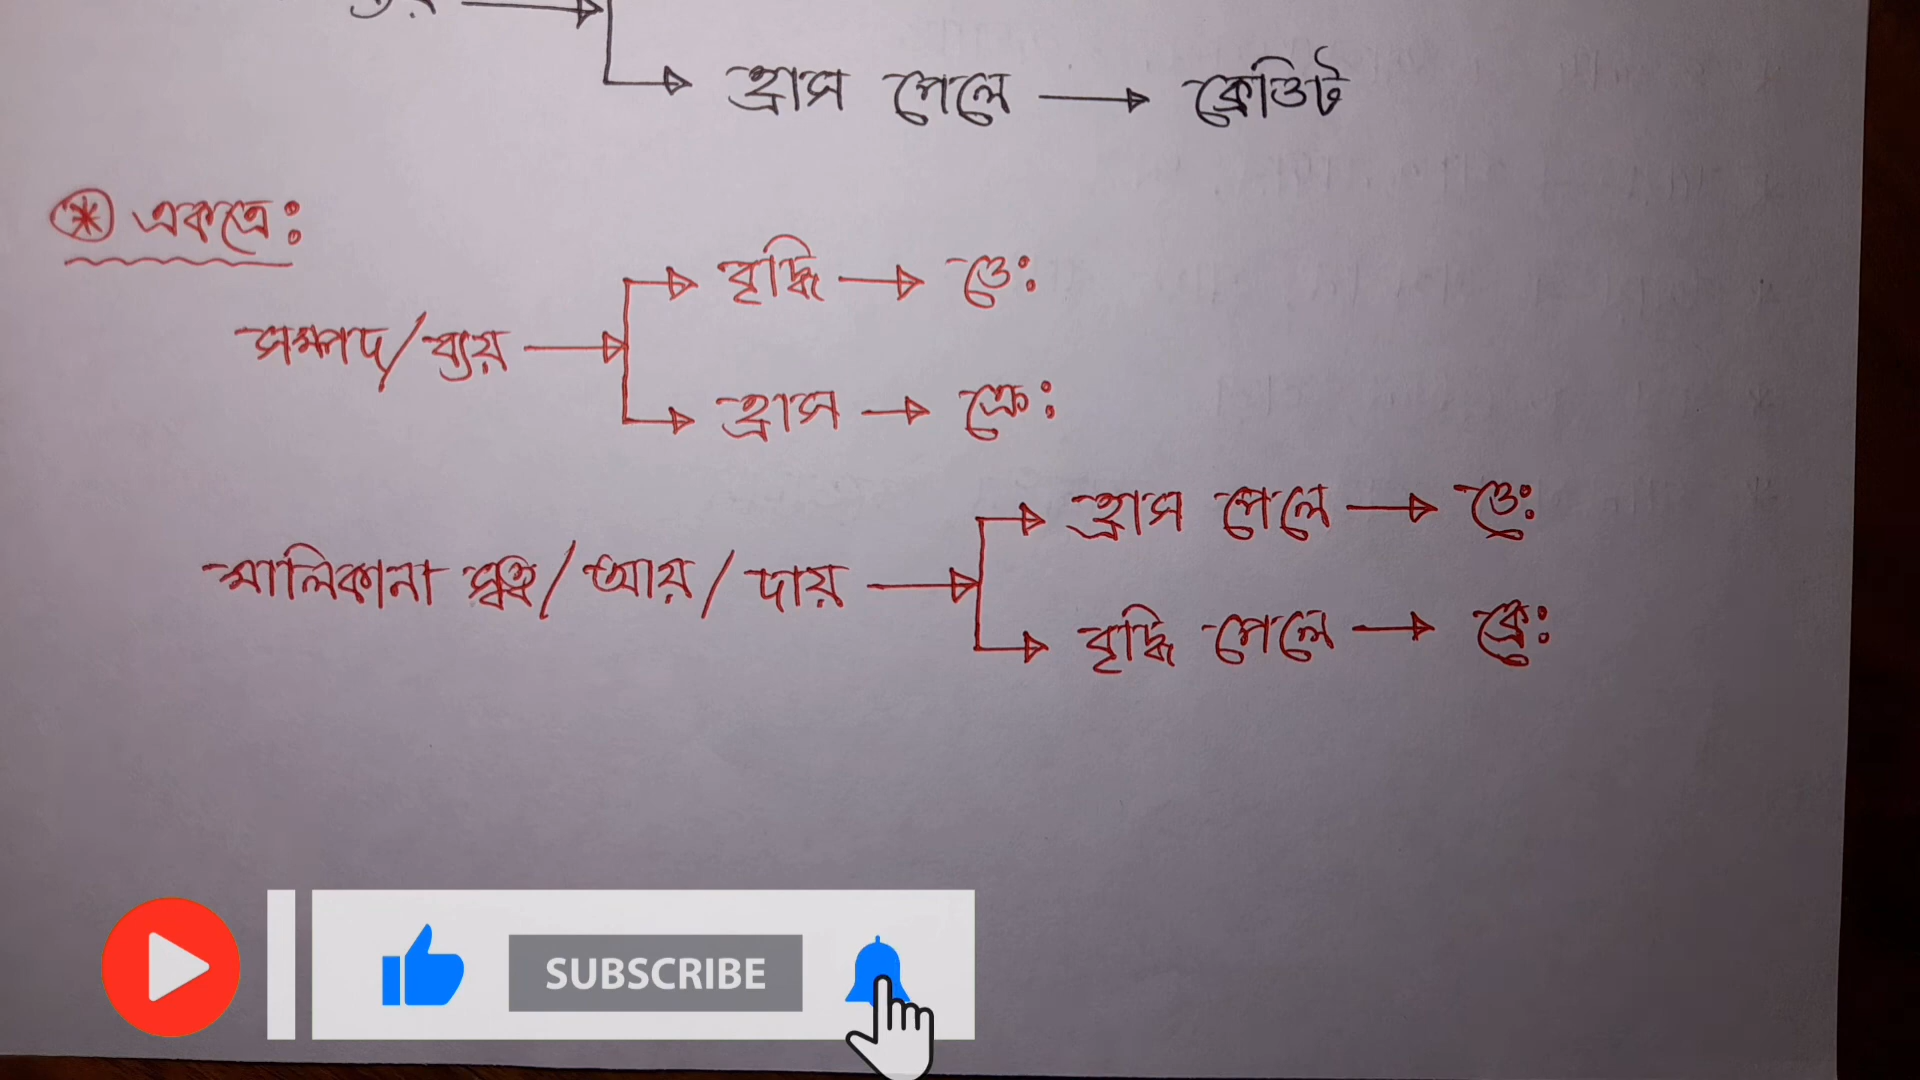 হ্রাস পেলে → ক্রেডিট
একত্রে:
বৃদ্ধি → ডে:
সম্পদ/ব্যয় →
হ্রাস → ক্রে:
হ্রাস পেলে → ডে:
মালিকানা স্বত্ব/আয়/দায় →
বৃদ্ধি পেলে → ক্রে:
SUBSCRIBE